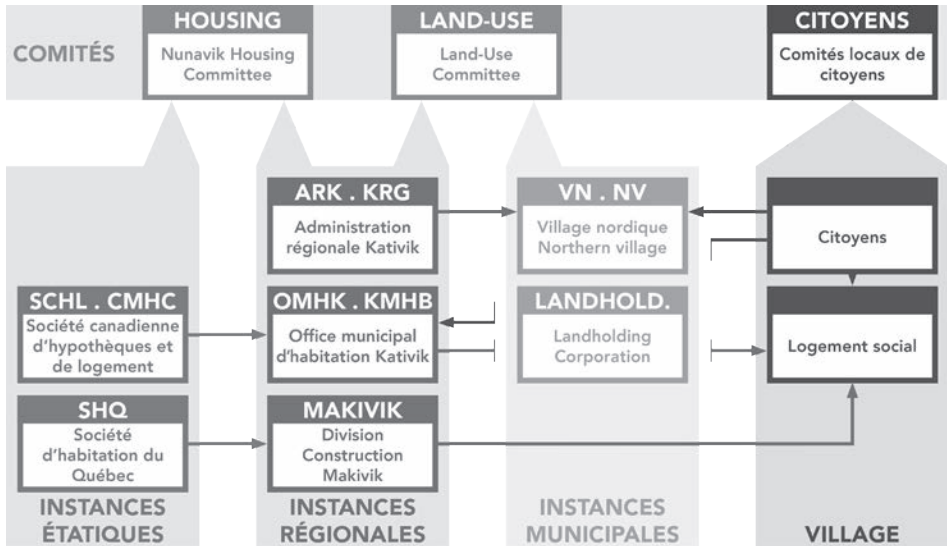 COMITÉS
HOUSING
Nunavik Housing
Committee
LAND-USE
Land-Use
Committee
CITOYENS
Comités locaux de
citoyens
SCHL . CMHC
Société canadienne
d'hypothèques et
de logement
SHQ
Société
d'habitation du
Québec
INSTANCES
ÉTATIQUES
ARK . KRG
Administration
régionale Kativik
OMHK . KMHB
Office municipal
d'habitation Kativik
MAKIVIK
Division
Construction
Makivik
INSTANCES
RÉGIONALES
VN . NV
Village nordique
Northern village
LANDHOLD.
Landholding
Corporation
INSTANCES
MUNICIPALES
Citoyens
Logement social
VILLAGE